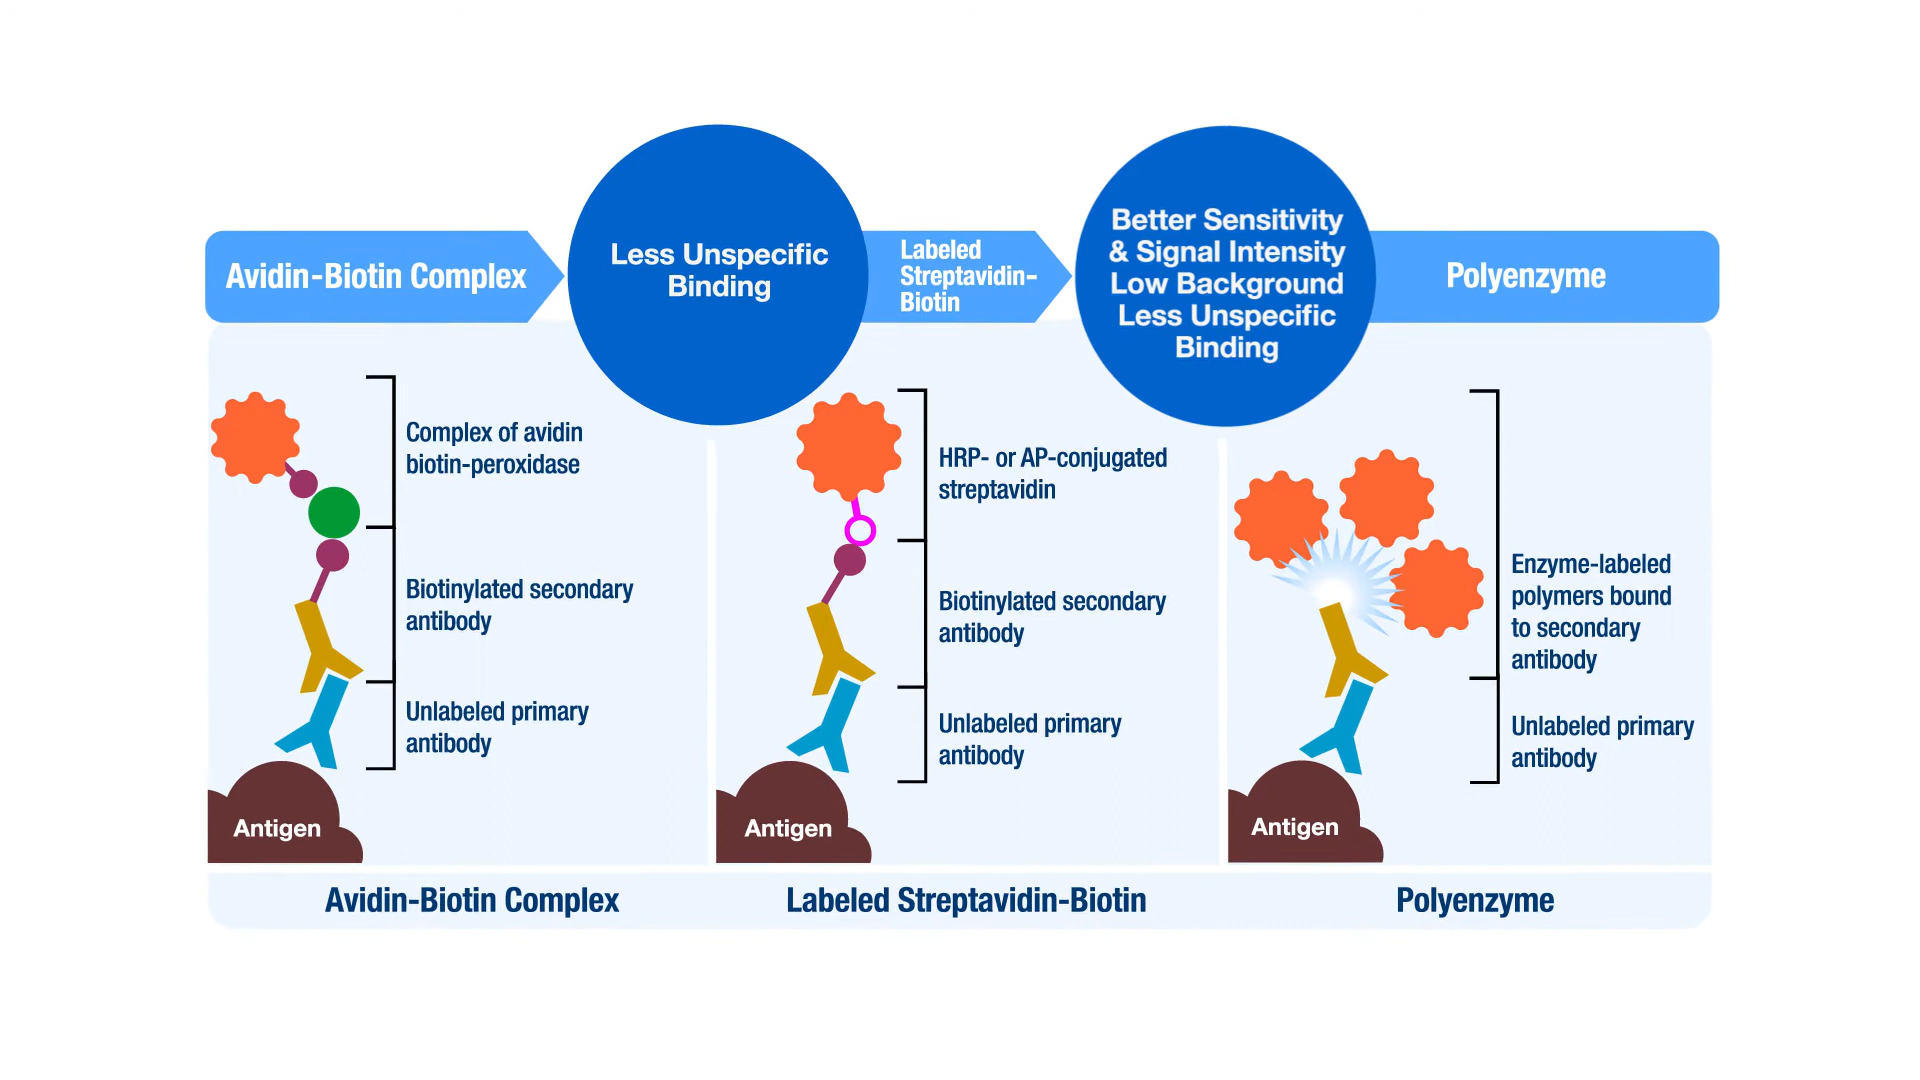 Avidin-Biotin Complex
Less Unspecific
Binding
Labeled
Streptavidin-
Biotin
Better Sensitivity
& Signal Intensity
Low Background
Less Unspecific
Binding
Polyenzyme
Complex of avidin
biotin-peroxidase
Biotinylated secondary
antibody
Unlabeled primary
antibody
Antigen
HRP- or AP-conjugated
streptavidin
Biotinylated secondary
antibody
Unlabeled primary
antibody
Antigen
Enzyme-labeled
polymers bound
to secondary
antibody
Unlabeled primary
antibody
Antigen
Avidin-Biotin Complex
Labeled Streptavidin-Biotin
Polyenzyme